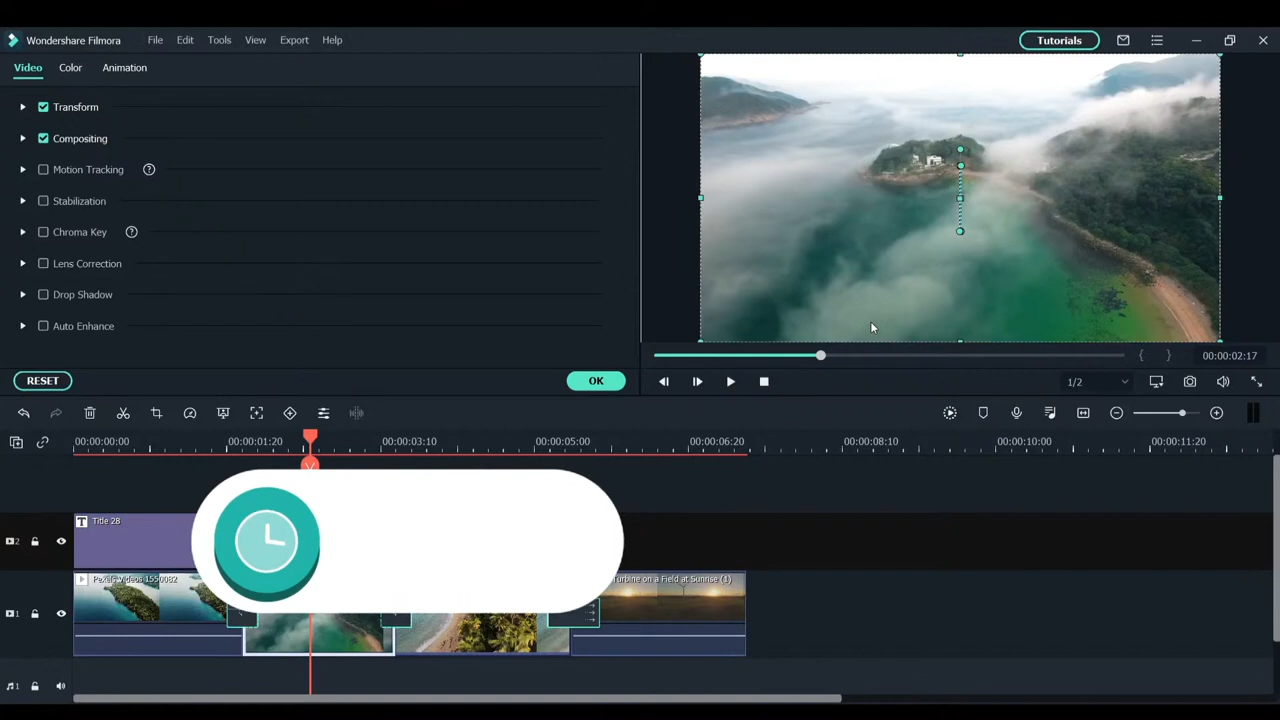 Wondershare Filmora File Edit Tools View Export Help Tutorials
Video Color Animation
Transform
Compositing
Motion Tracking ?
Stabilization
Chroma Key ?
Lens Correction
Drop Shadow
Auto Enhance
RESET OK
00:00:02:17
1/2
00:00:00:00 00:00:01:20 00:00:03:10 00:00:05:00 00:00:06:20 00:00:08:10 00:00:10:00 00:00:11:20
T Title 28
2
Videos 1550082
Turbine on a Field at Sunrise (1)
1
1